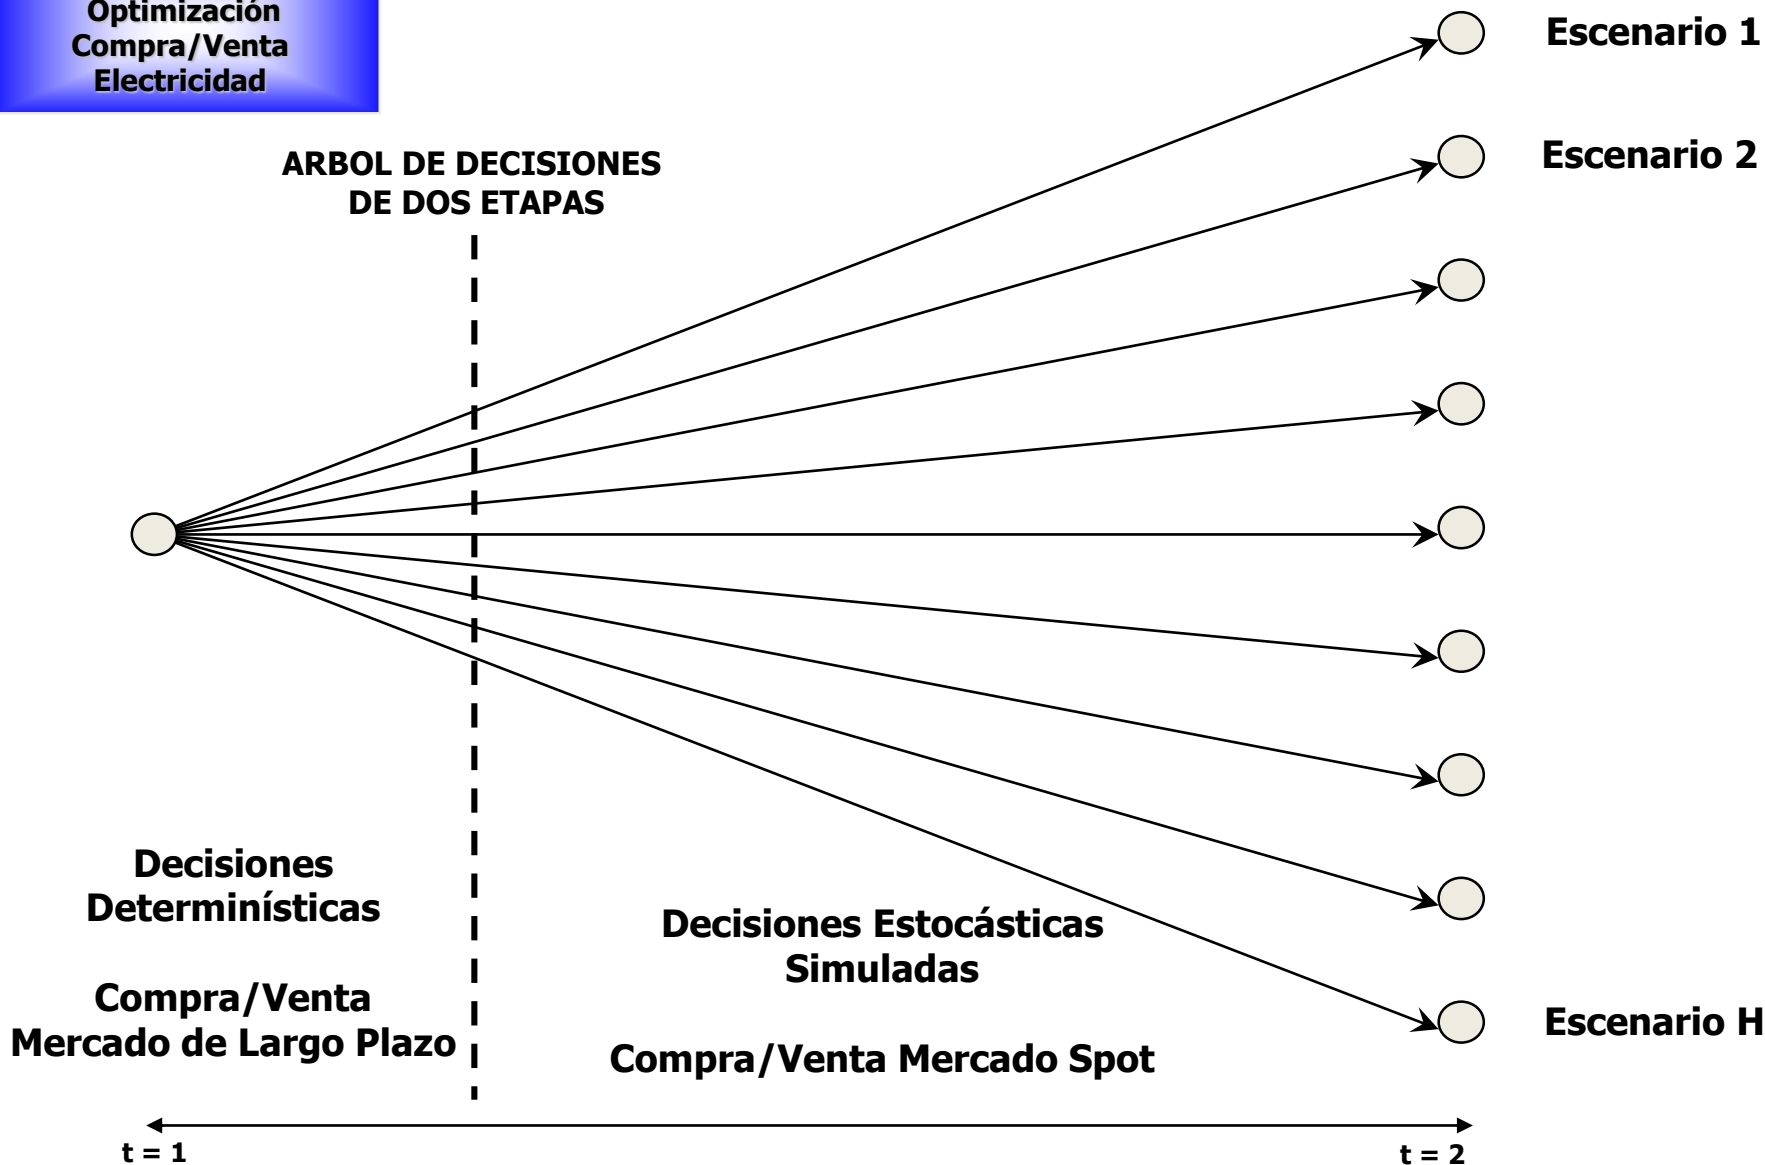 Optimización
Compra/Venta
Electricidad
ARBOL DE DECISIONES
DE DOS ETAPAS
Escenario 1
Escenario 2
Decisiones
Determinísticas
Compra/Venta
Mercado de Largo Plazo
Decisiones Estocásticas
Simuladas
Compra/Venta Mercado Spot
Escenario H
t = 1
t = 2